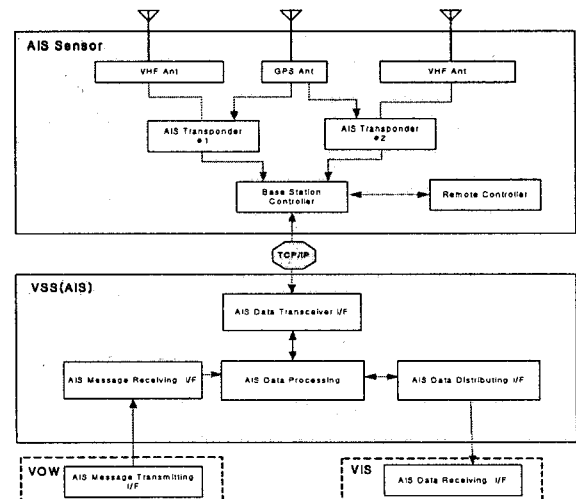 AIS Sensor
VHF Ant
GPS Ant
VHF Ant
AIS Transponder
#1
AIS Transponder
#2
Base Station
Controller
Remote Controller
TCP/IP
VSS(AIS)
AIS Data Transceiver I/F
AIS Message Receiving I/F
AIS Data Processing
AIS Data Distributing I/F
VOW
AIS Message Transmitting
I/F
VIS
AIS Data Receiving I/F